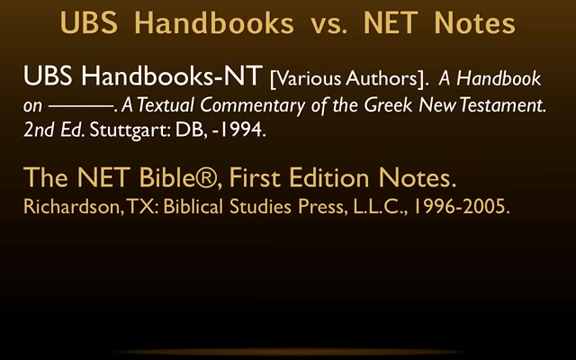 UBS Handbooks vs. NET Notes
UBS Handbooks-NT [Various Authors]. A Handbook
on ————. A Textual Commentary of the Greek New Testament.
2nd Ed. Stuttgart: DB, -1994.
The NET Bible®, First Edition Notes.
Richardson, TX: Biblical Studies Press, L.L.C., 1996-2005.